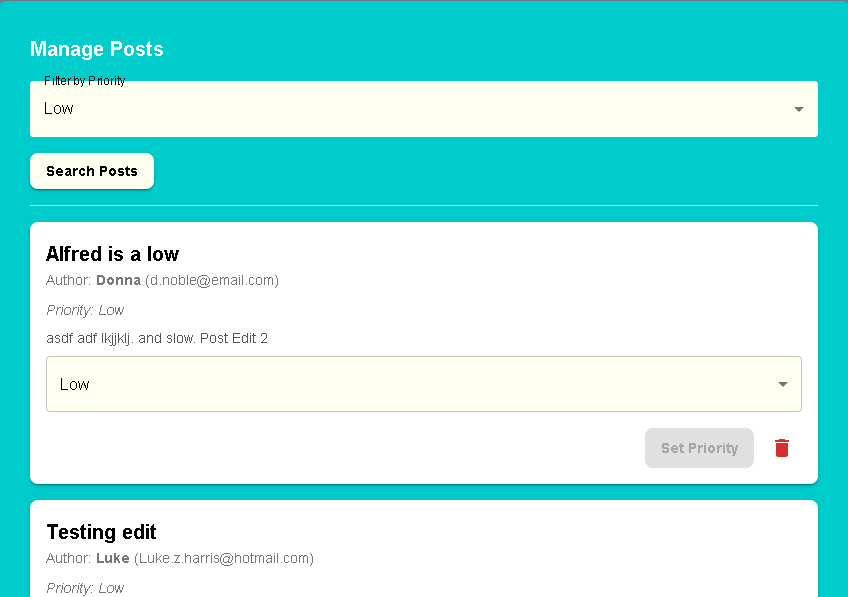 Manage Posts
Filter by Priority
Low
Search Posts
Alfred is a low
Author: Donna (d.noble@email.com)
Priority: Low
asdf adf lkjjklj. and slow. Post Edit 2
Low
Set Priority
Testing edit
Author: Luke (Luke.z.harris@hotmail.com)
Priority: Low